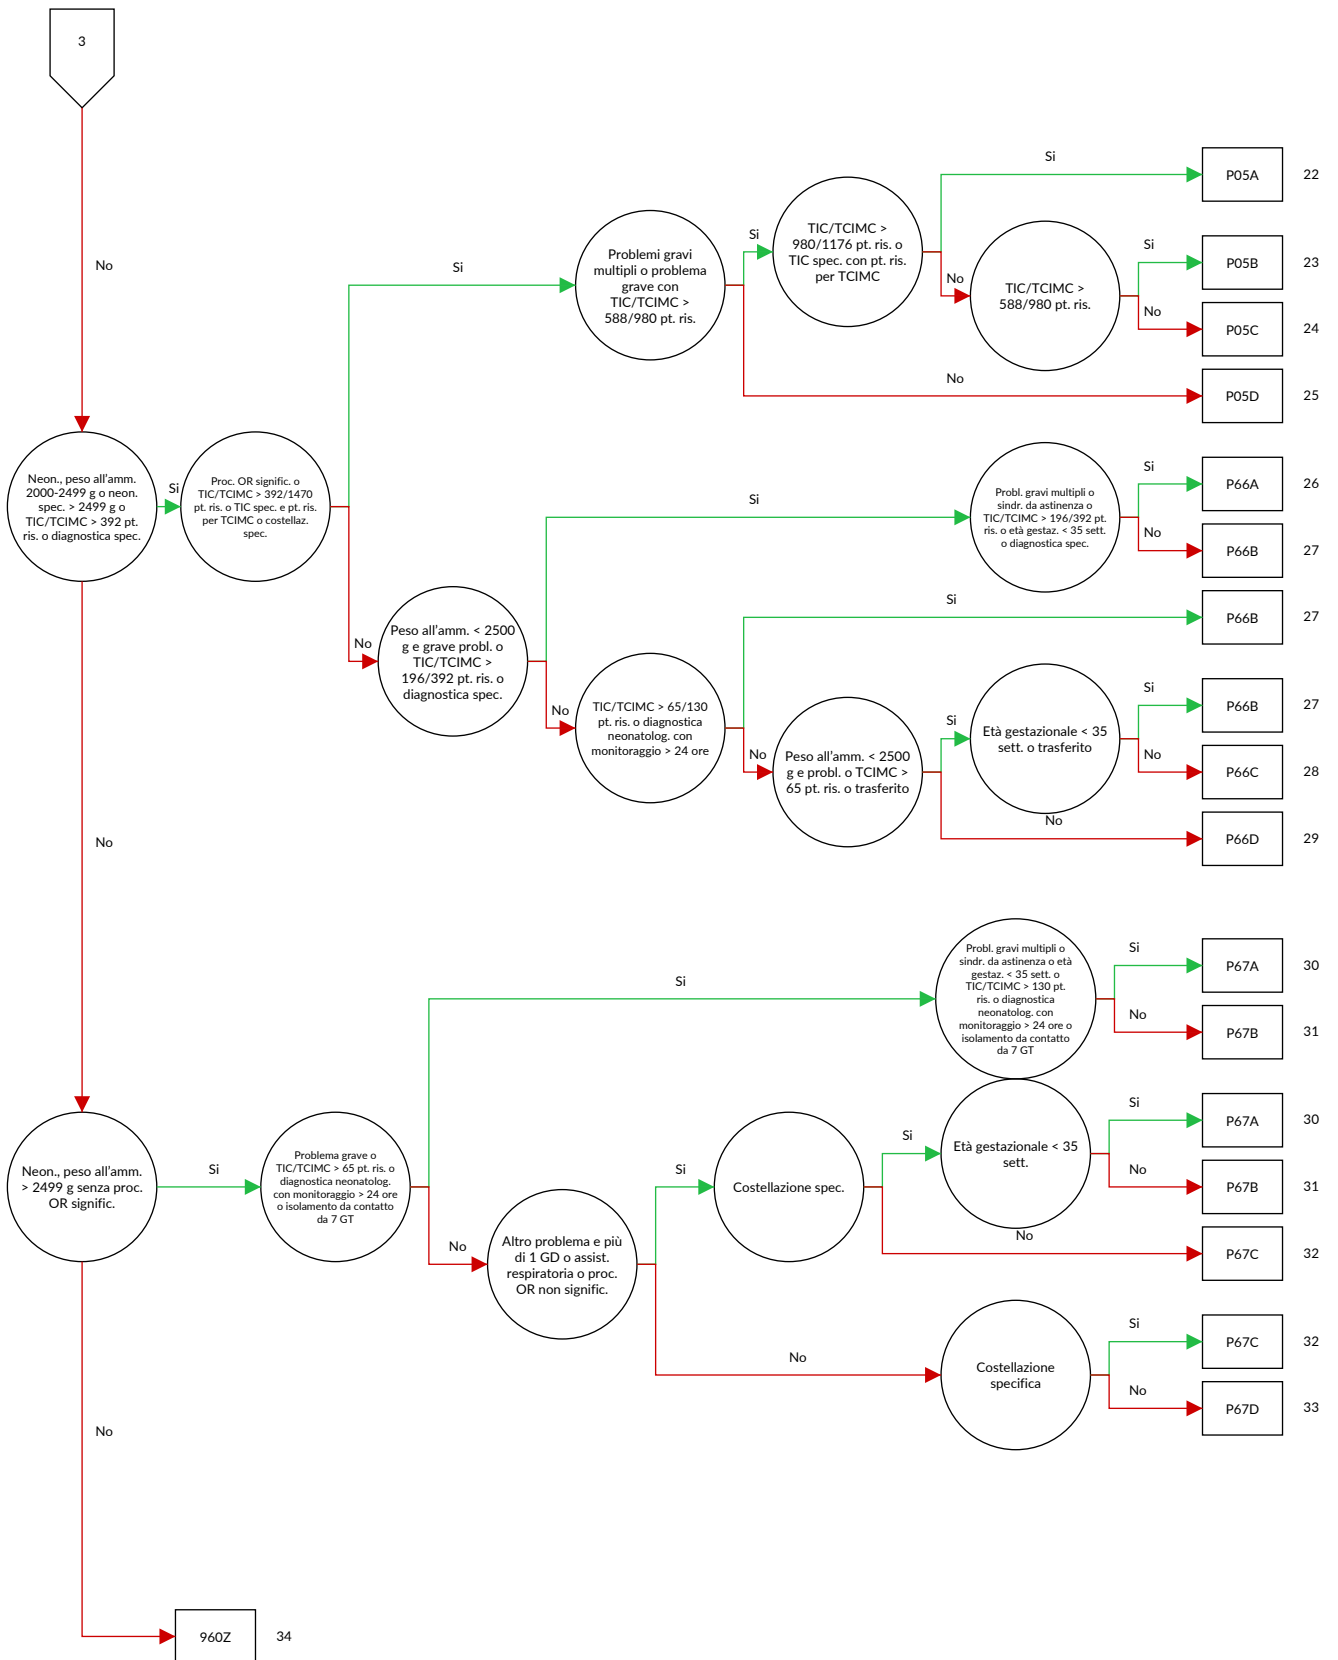 3
No
Si
P05A
22
Si
TIC/TCIMC >
980/1176 pt. ris. o
TIC spec. con pt. ris.
per TCIMC
Problemi gravi
multipli o problema
grave con
TIC/TCIMC >
588/980 pt. ris.
Si
No
TIC/TCIMC >
588/980 pt. ris.
Si
P05B
23
No
P05C
24
No
P05D
25
Neon., peso all'amm.
2000-2499 g o neon.
spec. > 2499 g o
TIC/TCIMC > 392 pt.
ris. o diagnostica spec.
Si
Proc. OR signific. o
TIC/TCIMC > 392/1470
pt. ris. o TIC spec. e pt. ris.
per TCIMC o costellaz.
spec.
Si
Probl. gravi multipli o
sindr. da astinenza o
TIC/TCIMC > 196/392 pt.
ris. o età gestaz. < 35 sett.
o diagnostica spec.
Si
P66A
26
No
P66B
27
No
Peso all'amm. < 2500
g e grave probl. o
TIC/TCIMC >
196/392 pt. ris. o
diagnostica spec.
Si
P66B
27
No
TIC/TCIMC > 65/130
pt. ris. o diagnostica
neonatolog. con
monitoraggio > 24 ore
No
Peso all'amm. < 2500
g e probl. o TCIMC >
65 pt. ris. o trasferito
Si
Età gestazionale < 35
sett. o trasferito
Si
P66B
27
No
P66C
28
No
P66D
29
No
Si
Probl. gravi multipli o
sindr. da astinenza o età
gestaz. < 35 sett. o
TIC/TCIMC > 130 pt.
ris. o diagnostica
neonatolog. con
monitoraggio > 24 ore o
isolamento da contatto
da 7 GT
Si
P67A
30
No
P67B
31
Neon., peso all'amm.
> 2499 g senza proc.
OR signific.
Si
Problema grave o
TIC/TCIMC > 65 pt. ris. o
diagnostica neonatolog.
con monitoraggio > 24 ore
o isolamento da contatto
da 7 GT
No
Altro problema e più
di 1 GD o assist.
respiratoria o proc.
OR non signific.
Si
Costellazione spec.
Si
Età gestazionale < 35
sett.
Si
P67A
30
No
P67B
31
No
P67C
32
No
Costellazione
specifica
Si
P67C
32
No
P67D
33
No
960Z
34